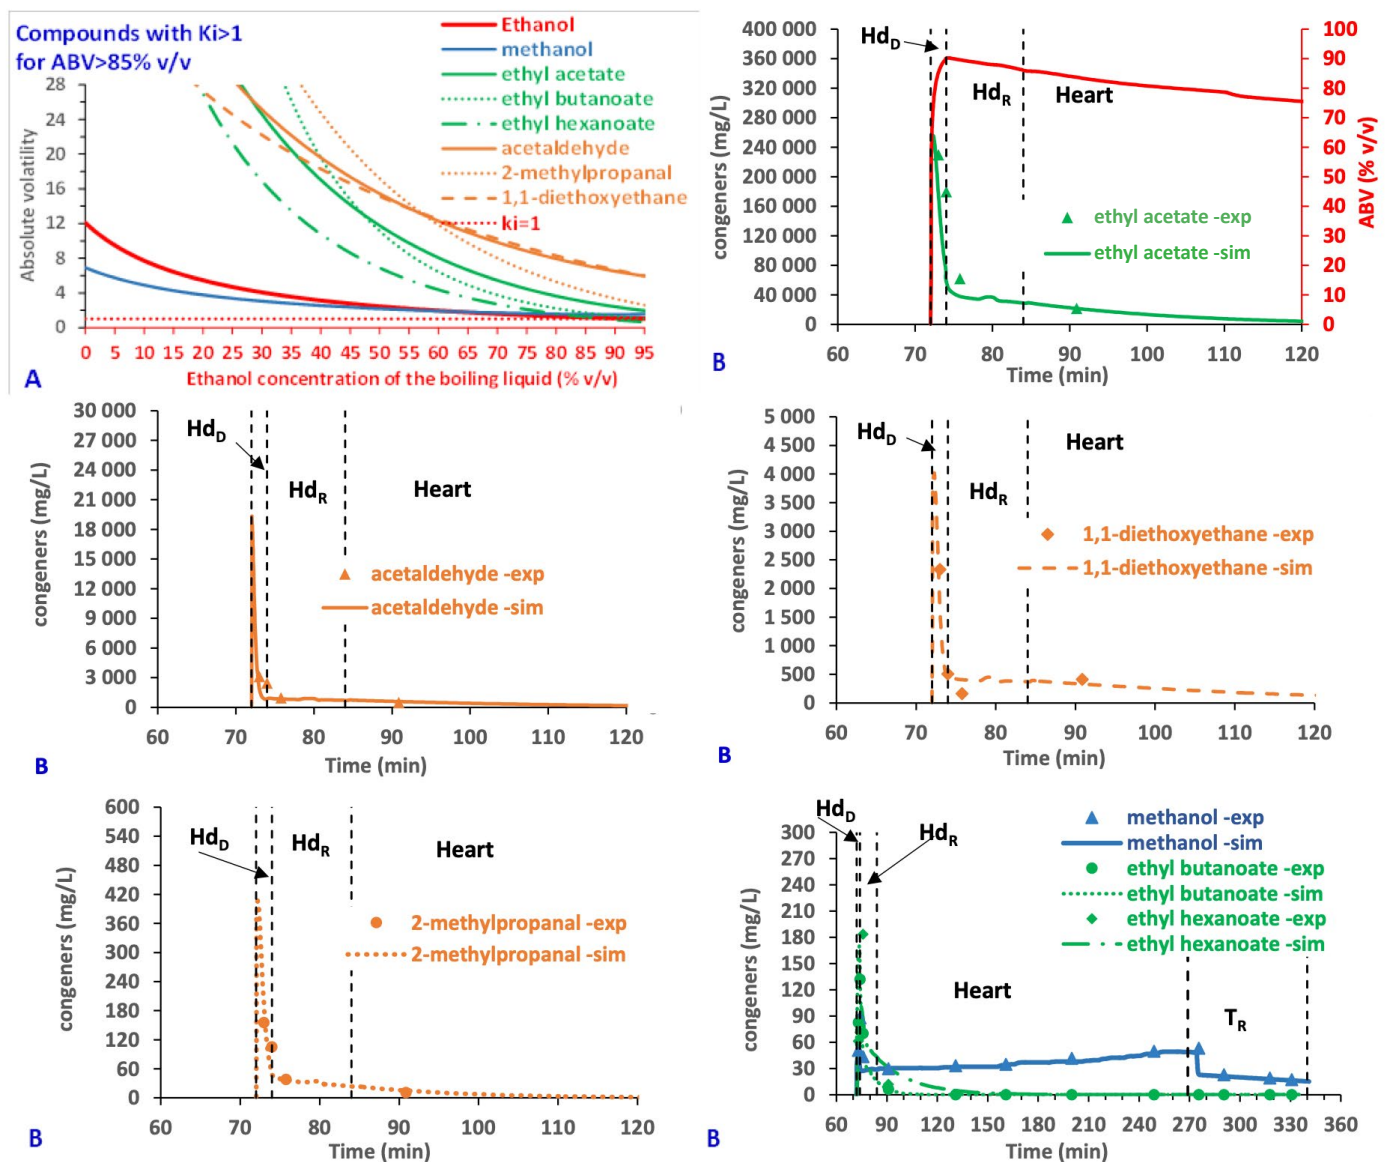 Compounds with Ki>1
for ABV>85% v/v
Ethanol
methanol
ethyl acetate
ethyl butanoate
ethyl hexanoate
acetaldehyde
2-methylpropanal
1,1-diethoxyethane
ki=1
Absolute volatility
28
24
20
16
12
8
4
0
0 5 10 15 20 25 30 35 40 45 50 55 60 65 70 75 80 85 90 95
Ethanol concentration of the boiling liquid (% v/v)
A
congeners (mg/L)
400 000
360 000
320 000
280 000
240 000
200 000
160 000
120 000
80 000
40 000
0
HdD
HdR
Heart
ethyl acetate -exp
ethyl acetate -sim
100
90
80
70
60
50
40
30
20
10
0
ABV (% v/v)
60 70 80 90 100 110 120
Time (min)
B
congeners (mg/L)
30 000
27 000
24 000
21 000
18 000
15 000
12 000
9 000
6 000
3 000
0
HdD
HdR
Heart
acetaldehyde -exp
acetaldehyde -sim
60 70 80 90 100 110 120
Time (min)
B
congeners (mg/L)
5 000
4 500
4 000
3 500
3 000
2 500
2 000
1 500
1 000
500
0
HdD
HdR
Heart
1,1-diethoxyethane -exp
1,1-diethoxyethane -sim
60 70 80 90 100 110 120
Time (min)
B
congeners (mg/L)
600
540
480
420
360
300
240
180
120
60
0
HdD
HdR
Heart
2-methylpropanal -exp
2-methylpropanal -sim
60 70 80 90 100 110 120
Time (min)
B
congeners (mg/L)
300
270
240
210
180
150
120
90
60
30
0
HdD
HdR
methanol -exp
methanol -sim
ethyl butanoate -exp
ethyl butanoate -sim
ethyl hexanoate -exp
ethyl hexanoate -sim
Heart
TR
60 90 120 150 180 210 240 270 300 330 360
Time (min)
B